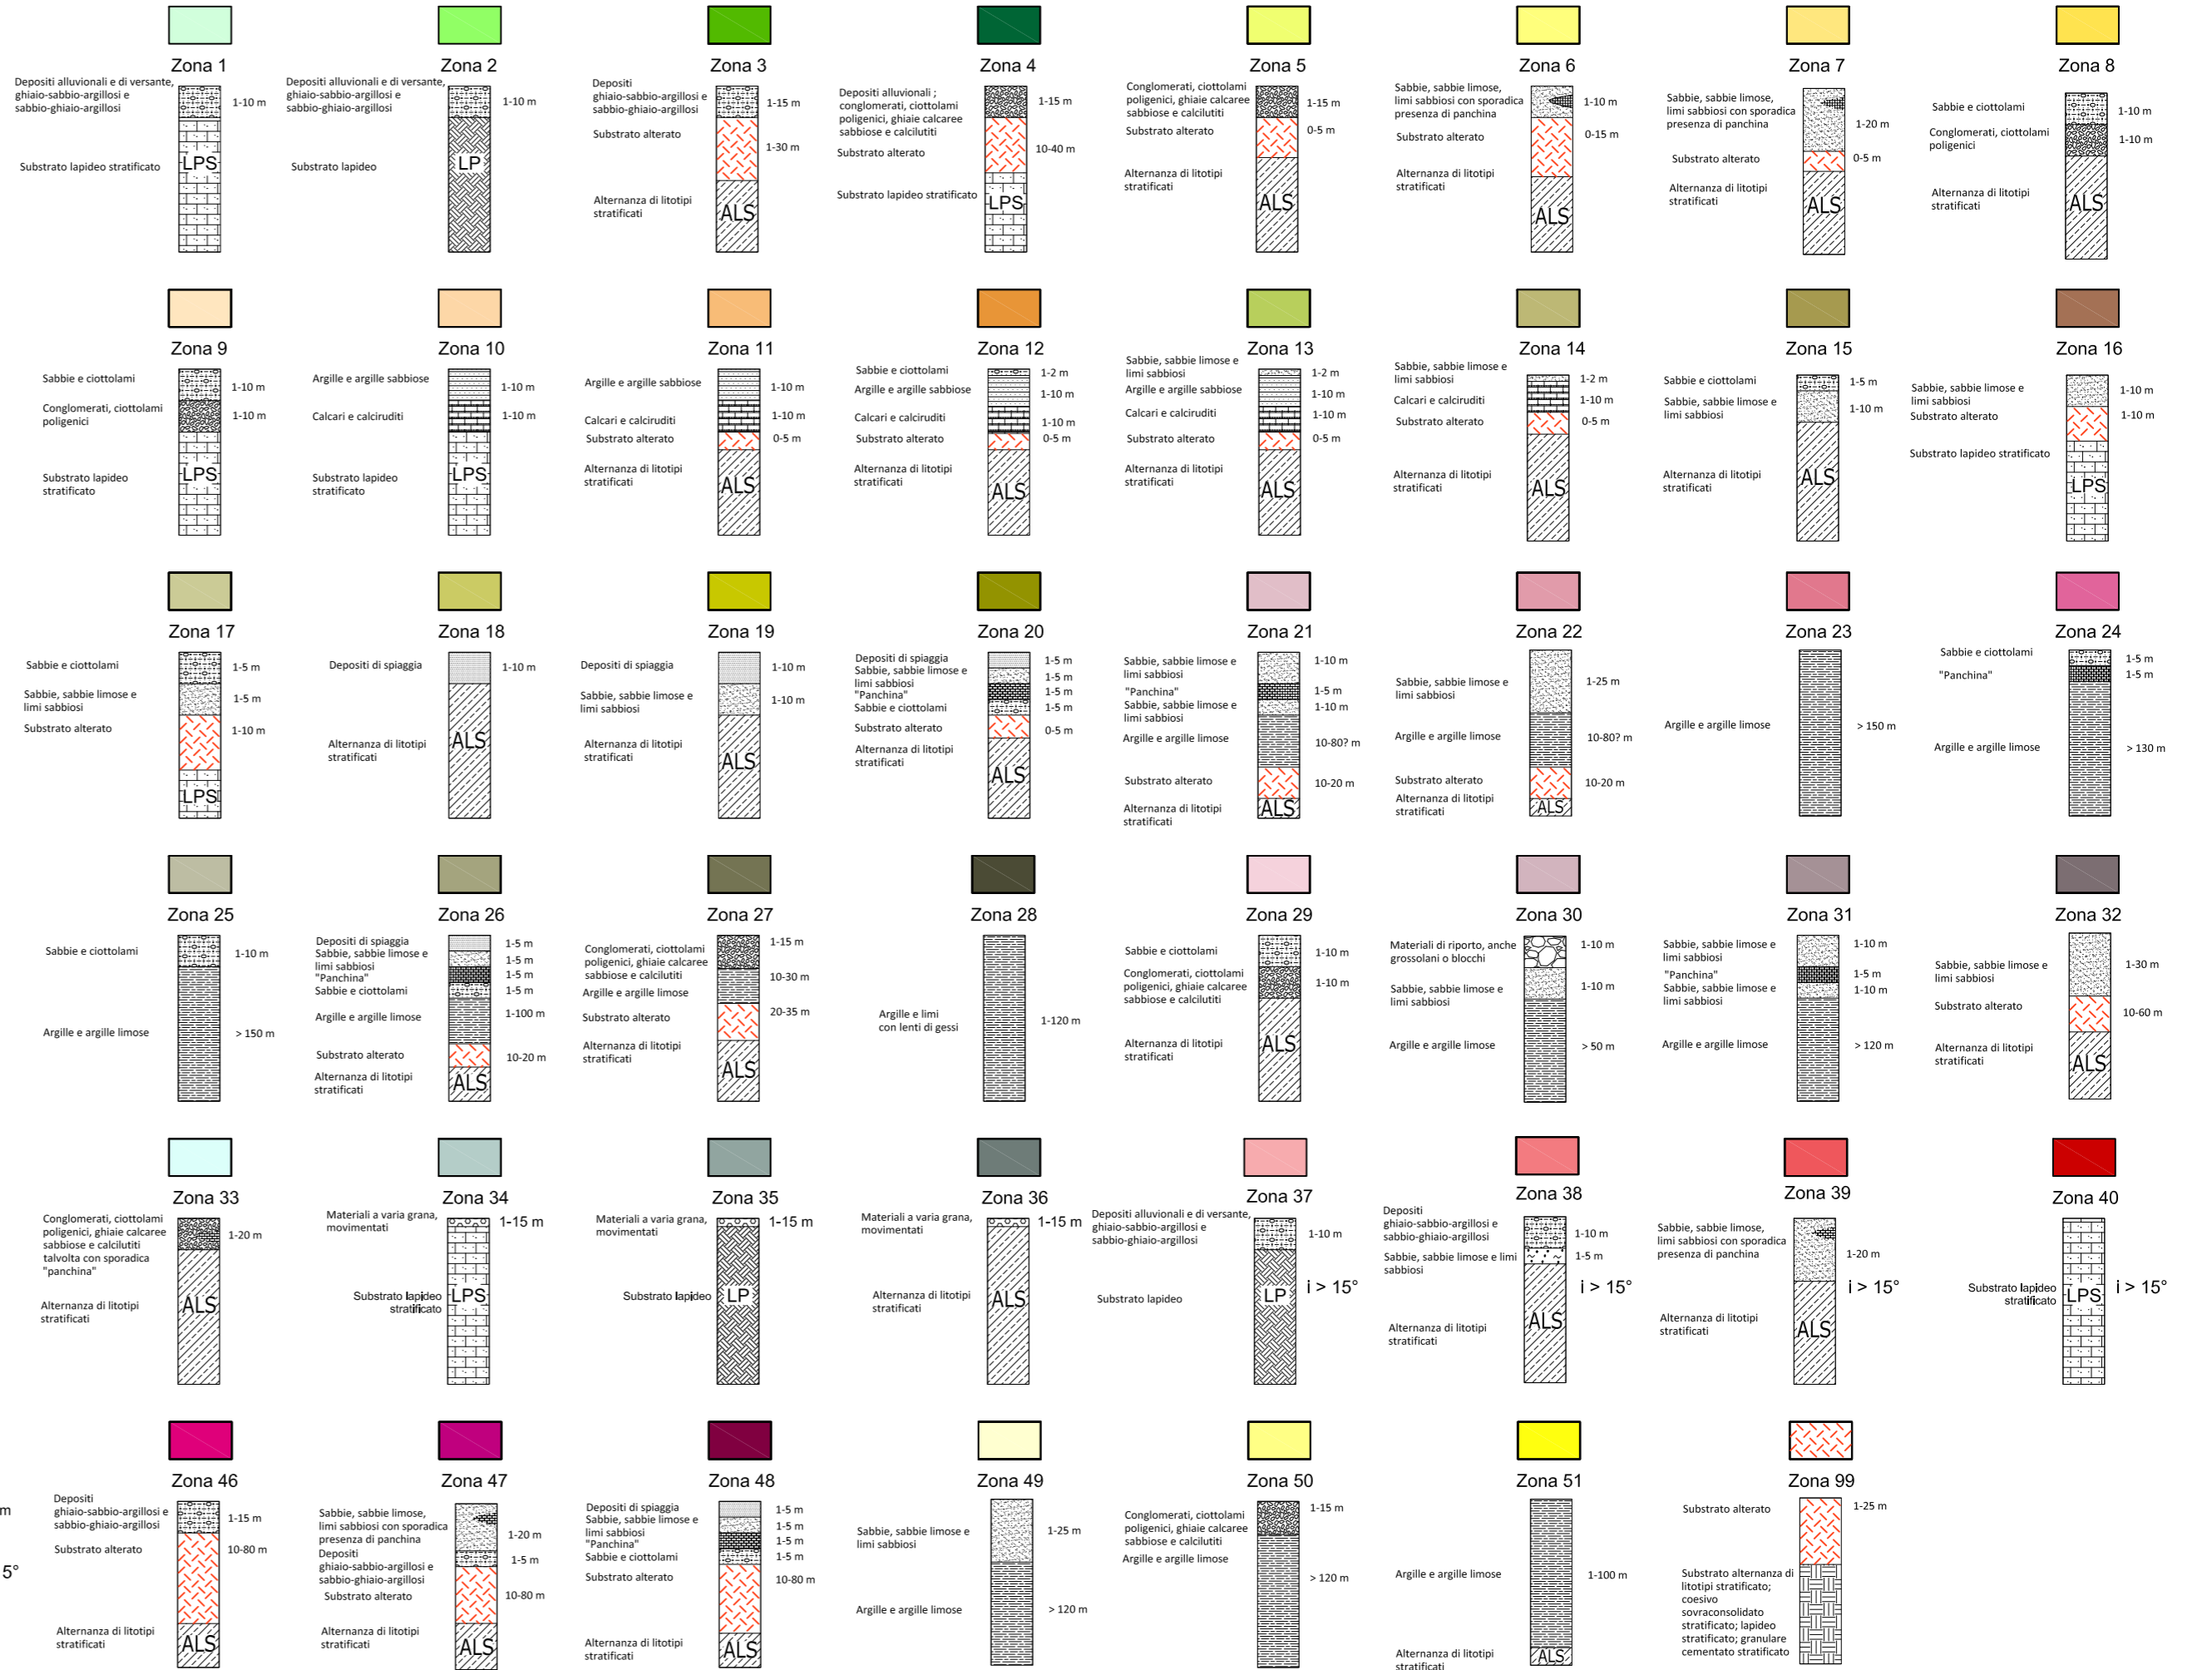 Zona 1
Depositi alluvionali e di versante,
ghiaio-sabbio-argillosi e
sabbio-ghiaio-argillosi
1-10 m
Substrato lapideo stratificato
LPS
Zona 2
Depositi alluvionali e di versante,
ghiaio-sabbio-argillosi e
sabbio-ghiaio-argillosi
1-10 m
Substrato lapideo
LP
Zona 3
Depositi
ghiaio-sabbio-argillosi e
sabbio-ghiaio-argillosi
1-15 m
Substrato alterato
1-30 m
Alternanza di litotipi
stratificati
ALS
Zona 4
Depositi alluvionali ;
conglomerati, ciottolami
poligenici, ghiaie calcaree
sabbiose e calcilutiti
1-15 m
Substrato alterato
10-40 m
Substrato lapideo stratificato
LPS
Zona 5
Conglomerati, ciottolami
poligenici, ghiaie calcaree
sabbiose e calcilutiti
1-15 m
Substrato alterato
0-5 m
Alternanza di litotipi
stratificati
ALS
Zona 6
Sabbie, sabbie limose,
limi sabbiosi con sporadica
presenza di panchina
1-10 m
Substrato alterato
0-15 m
Alternanza di litotipi
stratificati
ALS
Zona 7
Sabbie, sabbie limose,
limi sabbiosi con sporadica
presenza di panchina
1-20 m
Substrato alterato
0-5 m
Alternanza di litotipi
stratificati
ALS
Zona 8
Sabbie e ciottolami
1-10 m
Conglomerati, ciottolami
poligenici
1-10 m
Alternanza di litotipi
stratificati
ALS
Zona 9
Sabbie e ciottolami
1-10 m
Conglomerati, ciottolami
poligenici
1-10 m
Substrato lapideo
stratificato
LPS
Zona 10
Argille e argille sabbiose
1-10 m
Calcari e calciruditi
1-10 m
Substrato lapideo
stratificato
LPS
Zona 11
Argille e argille sabbiose
1-10 m
Calcari e calciruditi
1-10 m
Substrato alterato
0-5 m
Alternanza di litotipi
stratificati
ALS
Zona 12
Sabbie e ciottolami
1-2 m
Argille e argille sabbiose
1-10 m
Calcari e calciruditi
1-10 m
Substrato alterato
0-5 m
Alternanza di litotipi
stratificati
ALS
Zona 13
Sabbie, sabbie limose e
limi sabbiosi
1-2 m
Argille e argille sabbiose
1-10 m
Calcari e calciruditi
1-10 m
Substrato alterato
0-5 m
Alternanza di litotipi
stratificati
ALS
Zona 14
Sabbie, sabbie limose e
limi sabbiosi
1-2 m
Calcari e calciruditi
1-10 m
Substrato alterato
0-5 m
Alternanza di litotipi
stratificati
ALS
Zona 15
Sabbie e ciottolami
1-5 m
Sabbie, sabbie limose e
limi sabbiosi
1-10 m
Alternanza di litotipi
stratificati
ALS
Zona 16
Sabbie, sabbie limose e
limi sabbiosi
1-10 m
Substrato alterato
1-10 m
Substrato lapideo stratificato
LPS
Zona 17
Sabbie e ciottolami
1-5 m
Sabbie, sabbie limose e
limi sabbiosi
1-5 m
Substrato alterato
1-10 m
LPS
Zona 18
Depositi di spiaggia
1-10 m
Alternanza di litotipi
stratificati
ALS
Zona 19
Depositi di spiaggia
1-10 m
Sabbie, sabbie limose e
limi sabbiosi
1-10 m
Alternanza di litotipi
stratificati
ALS
Zona 20
Depositi di spiaggia
1-5 m
Sabbie, sabbie limose e
limi sabbiosi
1-5 m
"Panchina"
1-5 m
Sabbie e ciottolami
1-5 m
Substrato alterato
0-5 m
Alternanza di litotipi
stratificati
ALS
Zona 21
Sabbie, sabbie limose e
limi sabbiosi
1-10 m
"Panchina"
1-5 m
Sabbie, sabbie limose e
limi sabbiosi
1-10 m
Argille e argille limose
10-80? m
Substrato alterato
10-20 m
Alternanza di litotipi
stratificati
ALS
Zona 22
Sabbie, sabbie limose e
limi sabbiosi
1-25 m
Argille e argille limose
10-80? m
Substrato alterato
10-20 m
Alternanza di litotipi
stratificati
ALS
Zona 23
Argille e argille limose
> 150 m
Zona 24
Sabbie e ciottolami
1-5 m
"Panchina"
1-5 m
Argille e argille limose
> 130 m
Zona 25
Sabbie e ciottolami
1-10 m
Argille e argille limose
> 150 m
Zona 26
Depositi di spiaggia
1-5 m
Sabbie, sabbie limose e
limi sabbiosi
1-5 m
"Panchina"
1-5 m
Sabbie e ciottolami
1-5 m
Argille e argille limose
1-100 m
Substrato alterato
10-20 m
Alternanza di litotipi
stratificati
ALS
Zona 27
Conglomerati, ciottolami
poligenici, ghiaie calcaree
sabbiose e calcilutiti
1-15 m
Argille e argille limose
10-30 m
Substrato alterato
20-35 m
Alternanza di litotipi
stratificati
ALS
Zona 28
Argille e limi
con lenti di gessi
1-120 m
Zona 29
Sabbie e ciottolami
1-10 m
Conglomerati, ciottolami
poligenici, ghiaie calcaree
sabbiose e calcilutiti
1-10 m
Alternanza di litotipi
stratificati
ALS
Zona 30
Materiali di riporto, anche
grossolani o blocchi
1-10 m
Sabbie, sabbie limose e
limi sabbiosi
1-10 m
Argille e argille limose
> 50 m
Zona 31
Sabbie, sabbie limose e
limi sabbiosi
1-10 m
"Panchina"
1-5 m
Sabbie, sabbie limose e
limi sabbiosi
1-10 m
Argille e argille limose
> 120 m
Zona 32
Sabbie, sabbie limose e
limi sabbiosi
1-30 m
Substrato alterato
10-60 m
Alternanza di litotipi
stratificati
ALS
Zona 33
Conglomerati, ciottolami
poligenici, ghiaie calcaree
sabbiose e calcilutiti
talvolta con sporadica
"panchina"
1-20 m
Alternanza di litotipi
stratificati
ALS
Zona 34
Materiali a varia grana,
movimentati
1-15 m
Substrato lapideo
stratificato
LPS
Zona 35
Materiali a varia grana,
movimentati
1-15 m
Substrato lapideo
LP
Zona 36
Materiali a varia grana,
movimentati
1-15 m
Alternanza di litotipi
stratificati
ALS
Zona 37
Depositi alluvionali e di versante,
ghiaio-sabbio-argillosi e
sabbio-ghiaio-argillosi
1-10 m
Substrato lapideo
LP
i > 15°
Zona 38
Depositi
ghiaio-sabbio-argillosi e
sabbio-ghiaio-argillosi
1-10 m
Sabbie, sabbie limose e limi
sabbiosi
1-5 m
i > 15°
Alternanza di litotipi
stratificati
ALS
Zona 39
Sabbie, sabbie limose,
limi sabbiosi con sporadica
presenza di panchina
1-20 m
i > 15°
Alternanza di litotipi
stratificati
ALS
Zona 40
Substrato lapideo
stratificato
LPS
i > 15°
m
5°
Zona 46
Depositi
ghiaio-sabbio-argillosi e
sabbio-ghiaio-argillosi
1-15 m
Substrato alterato
10-80 m
Alternanza di litotipi
stratificati
ALS
Zona 47
Sabbie, sabbie limose,
limi sabbiosi con sporadica
presenza di panchina
1-20 m
Depositi
ghiaio-sabbio-argillosi e
sabbio-ghiaio-argillosi
1-5 m
Substrato alterato
10-80 m
Alternanza di litotipi
stratificati
ALS
Zona 48
Depositi di spiaggia
1-5 m
Sabbie, sabbie limose e
limi sabbiosi
1-5 m
"Panchina"
1-5 m
Sabbie e ciottolami
1-5 m
Substrato alterato
10-80 m
Alternanza di litotipi
stratificati
ALS
Zona 49
Sabbie, sabbie limose e
limi sabbiosi
1-25 m
Argille e argille limose
> 120 m
Zona 50
Conglomerati, ciottolami
poligenici, ghiaie calcaree
sabbiose e calcilutiti
1-15 m
Argille e argille limose
> 120 m
Zona 51
Argille e argille limose
1-100 m
Alternanza di litotipi
stratificati
ALS
Zona 99
Substrato alterato
1-25 m
Substrato alternanza di
litotipi stratificato;
coesivo
sovraconsolidato
stratificato; lapideo
stratificato; granulare
cementato stratificato